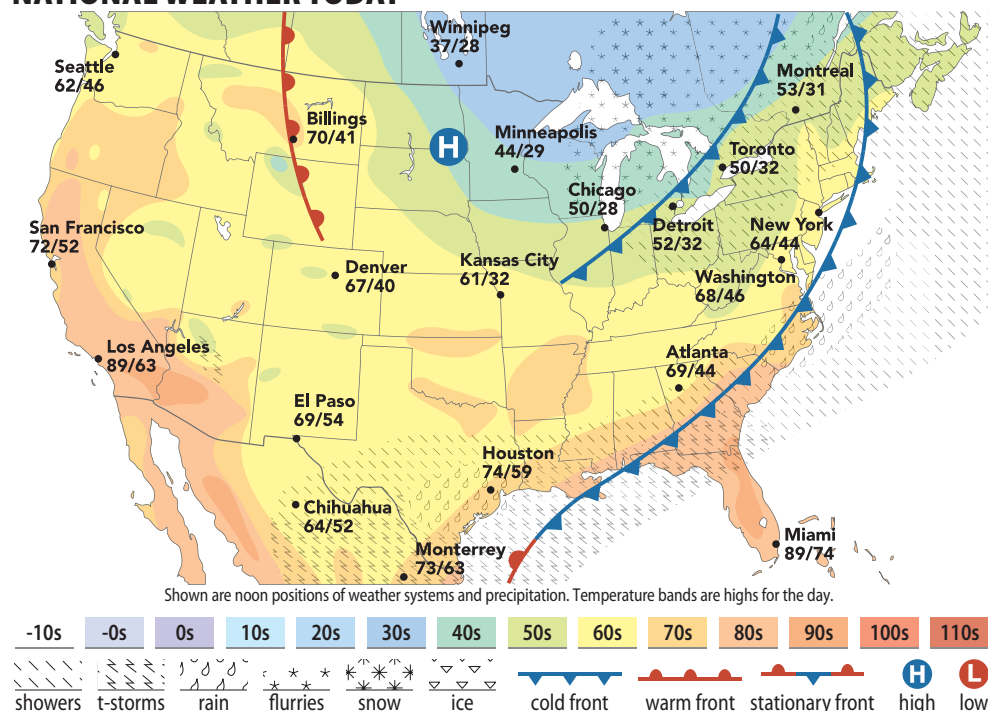 NATIONAL WEATHER TODAY
Winnipeg
37/28
Seattle
62/46
Montreal
53/31
Billings
70/41
H
Minneapolis
44/29
Toronto
50/32
Chicago
50/28
Detroit
52/32
New York
64/44
San Francisco
72/52
Denver
67/40
Kansas City
61/32
Washington
68/46
Los Angeles
89/63
Atlanta
69/44
El Paso
69/54
Houston
74/59
Chihuahua
64/52
Monterrey
73/63
Miami
89/74
Shown are noon positions of weather systems and precipitation. Temperature bands are highs for the day.
-10s -0s 0s 10s 20s 30s 40s 50s 60s 70s 80s 90s 100s 110s
H L
showers t-storms rain flurries snow ice cold front warm front stationary front high low